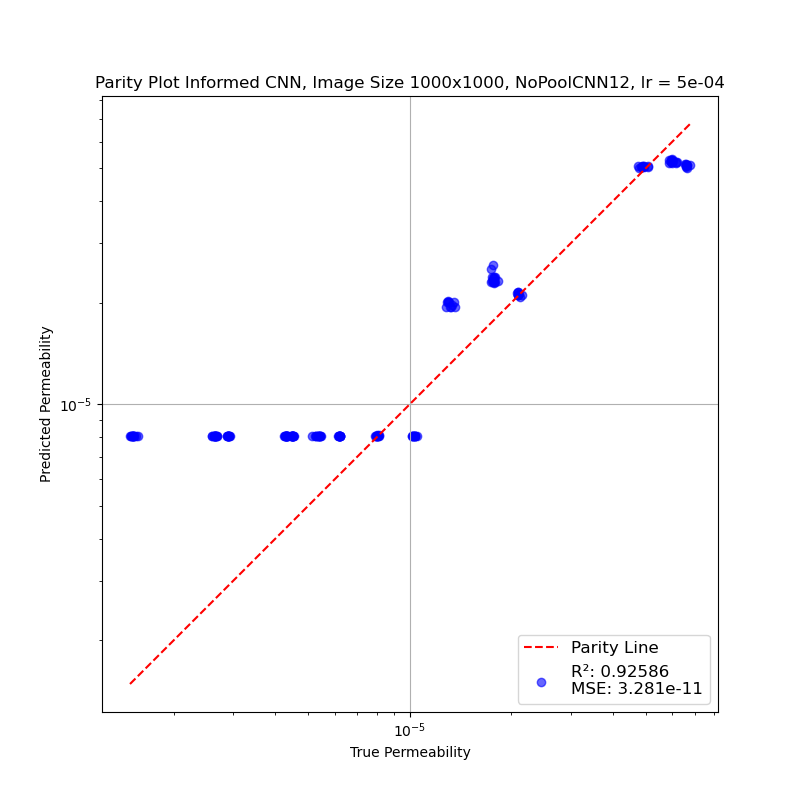 Parity Plot Informed CNN, Image Size 1000x1000, NoPoolCNN12, lr = 5e-04
Predicted Permeability
10⁻⁵
Parity Line
R²: 0.92586
MSE: 3.281e-11
10⁻⁵
True Permeability